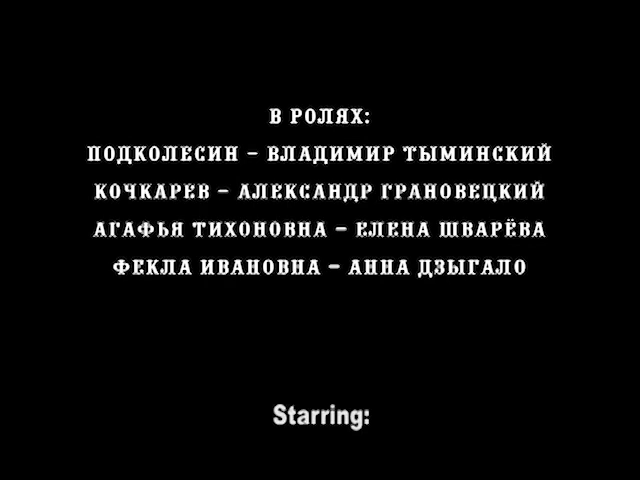 В РОЛЯХ:
ПОДКОЛЕСИН – ВЛАДИМИР ТЫМИНСКИЙ
КОЧКАРЕВ – АЛЕКСАНДР ГРАНОВЕЦКИЙ
АГАФЬЯ ТИХОНОВНА – ЕЛЕНА ШВАРЁВА
ФЕКЛА ИВАНОВНА – АННА ДЗЫГАЛО
Starring: